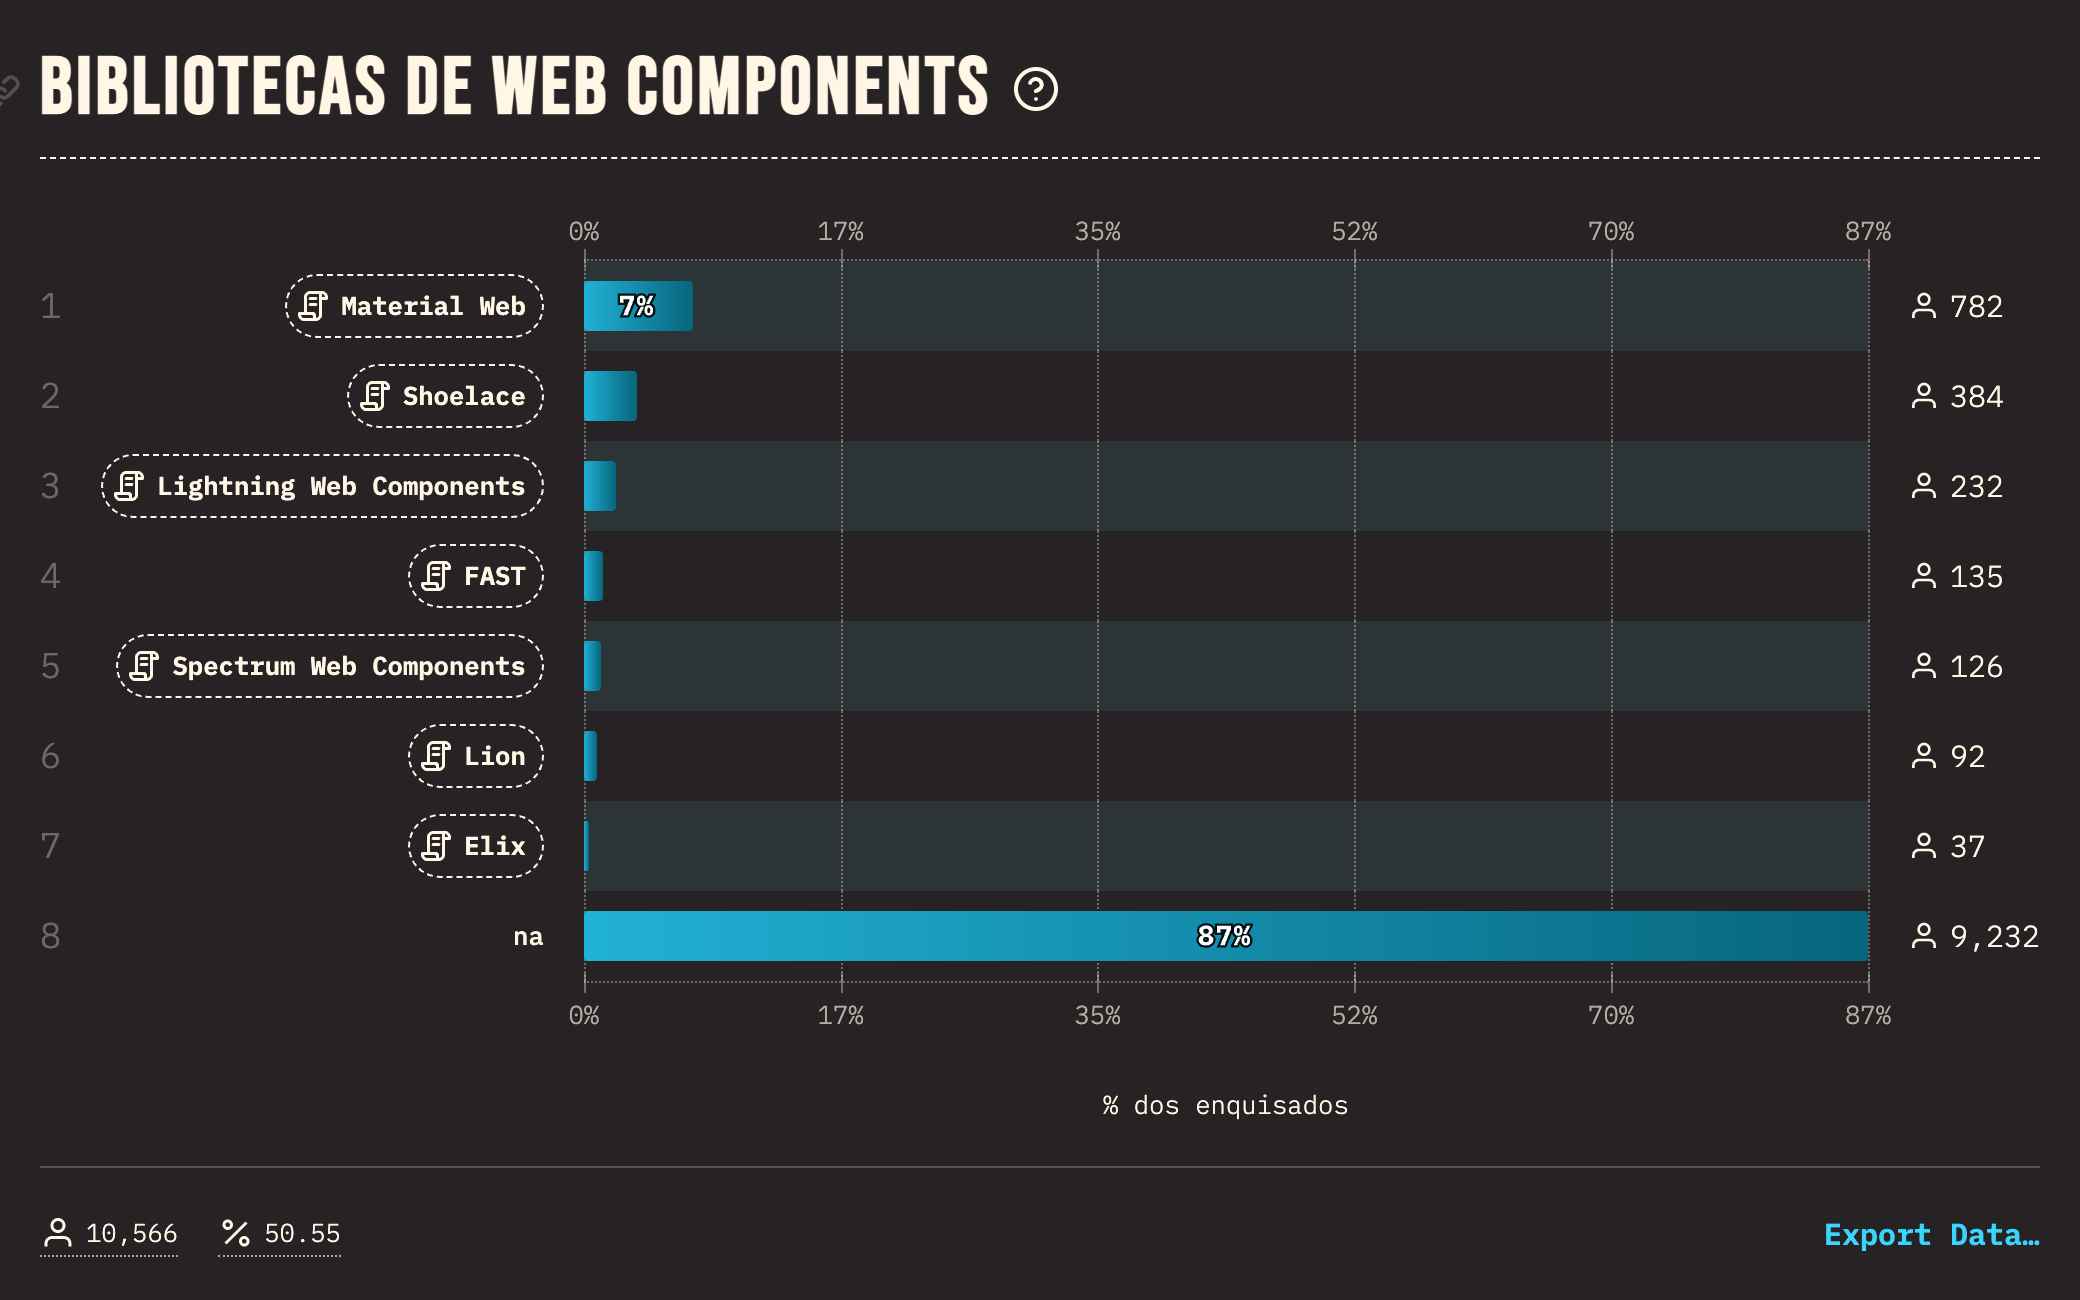 BIBLIOTECAS DE WEB COMPONENTS ?
0% 17% 35% 52% 70% 87%
1 Material Web 7% 782
2 Shoelace 384
3 Lightning Web Components 232
4 FAST 135
5 Spectrum Web Components 126
6 Lion 92
7 Elix 37
8 na 87% 9,232
0% 17% 35% 52% 70% 87%
% dos enquisados
10,566 % 50.55 Export Data…